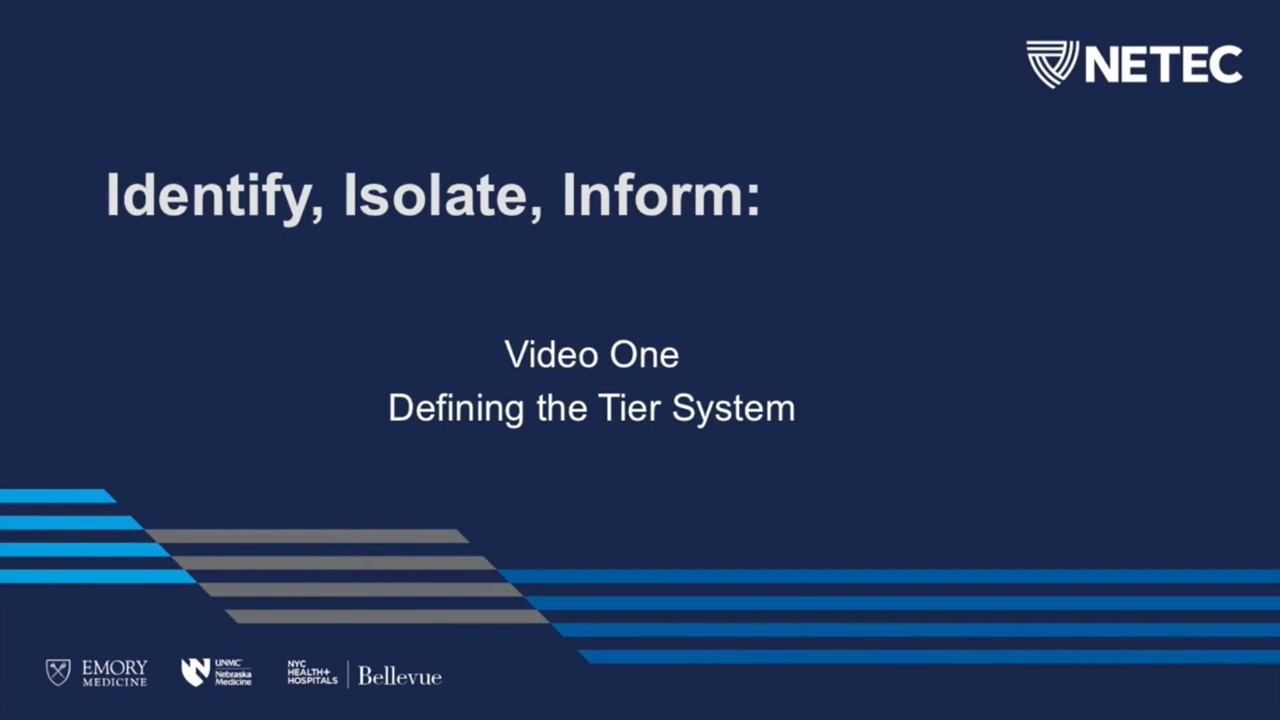 NETEC
Identify, Isolate, Inform:
Video One
Defining the Tier System
EMORY
MEDICINE
UNMC
Nebraska
Medicine
NYC
HEALTH+
HOSPITALS
Bellevue